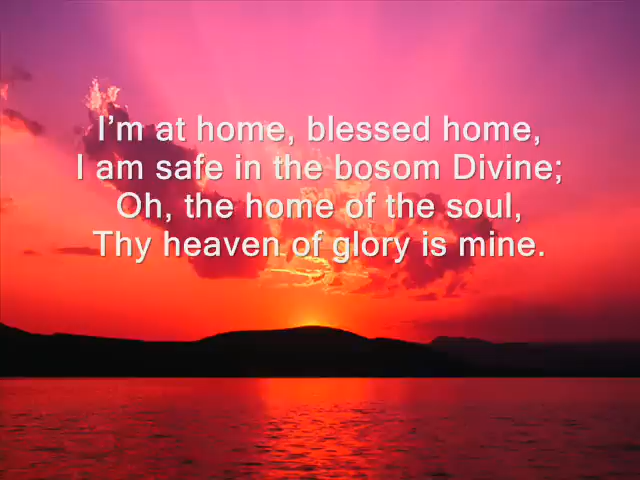 I'm at home, blessed home,
I am safe in the bosom Divine;
Oh, the home of the soul,
Thy heaven of glory is mine.